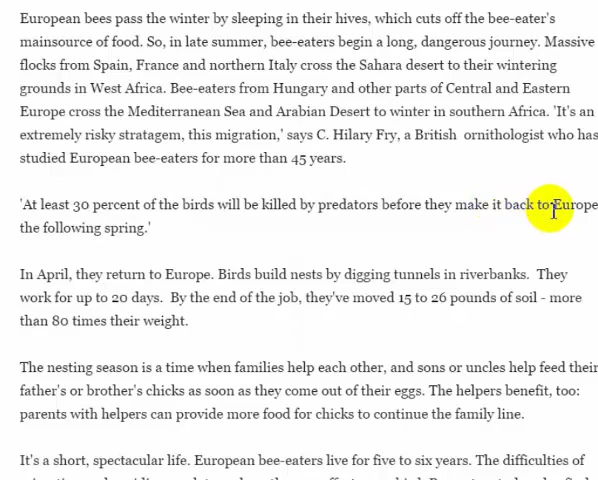 European bees pass the winter by sleeping in their hives, which cuts off the bee-eater's
mainsource of food. So, in late summer, bee-eaters begin a long, dangerous journey. Massive
flocks from Spain, France and northern Italy cross the Sahara desert to their wintering
grounds in West Africa. Bee-eaters from Hungary and other parts of Central and Eastern
Europe cross the Mediterranean Sea and Arabian Desert to winter in southern Africa. 'It's an
extremely risky stratagem, this migration,' says C. Hilary Fry, a British ornithologist who has
studied European bee-eaters for more than 45 years.
'At least 30 percent of the birds will be killed by predators before they make it back to Europe
the following spring.'
In April, they return to Europe. Birds build nests by digging tunnels in riverbanks. They
work for up to 20 days. By the end of the job, they've moved 15 to 26 pounds of soil - more
than 80 times their weight.
The nesting season is a time when families help each other, and sons or uncles help feed their
father's or brother's chicks as soon as they come out of their eggs. The helpers benefit, too:
parents with helpers can provide more food for chicks to continue the family line.
It's a short, spectacular life. European bee-eaters live for five to six years. The difficulties of